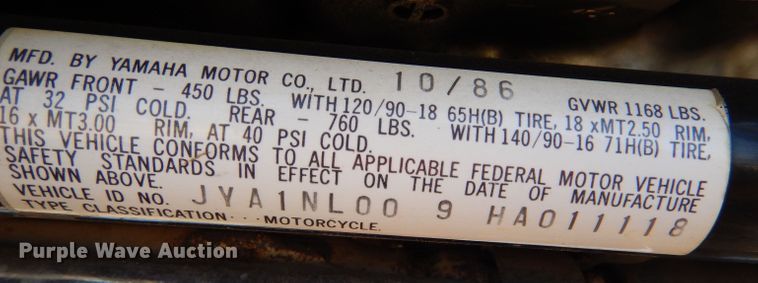 MFD. BY YAMAHA MOTOR CO., LTD. 10/86 GVWR 1168 LBS.
GAWR FRONT - 450 LBS. WITH 120/90-18 65H(B) TIRE, 18 xMT2.50 RIM,
AT 32 PSI COLD. REAR - 760 LBS. WITH 140/90-16 71H(B) TIRE,
16 x MT3.00 RIM, AT 40 PSI COLD.
THIS VEHICLE CONFORMS TO ALL APPLICABLE FEDERAL MOTOR VEHICLE
SAFETY STANDARDS IN EFFECT ON THE DATE OF MANUFACTURE
SHOWN ABOVE.
VEHICLE ID NO. JYA1NL00 9 HA011118
TYPE CLASSIFICATION···MOTORCYCLE.
Purple Wave Auction